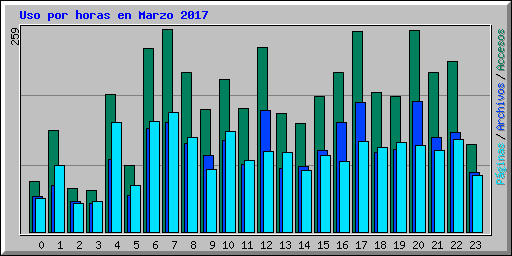 Uso por horas en Marzo 2017
259
Páginas / Archivos / Accesos
0 1 2 3 4 5 6 7 8 9 10 11 12 13 14 15 16 17 18 19 20 21 22 23